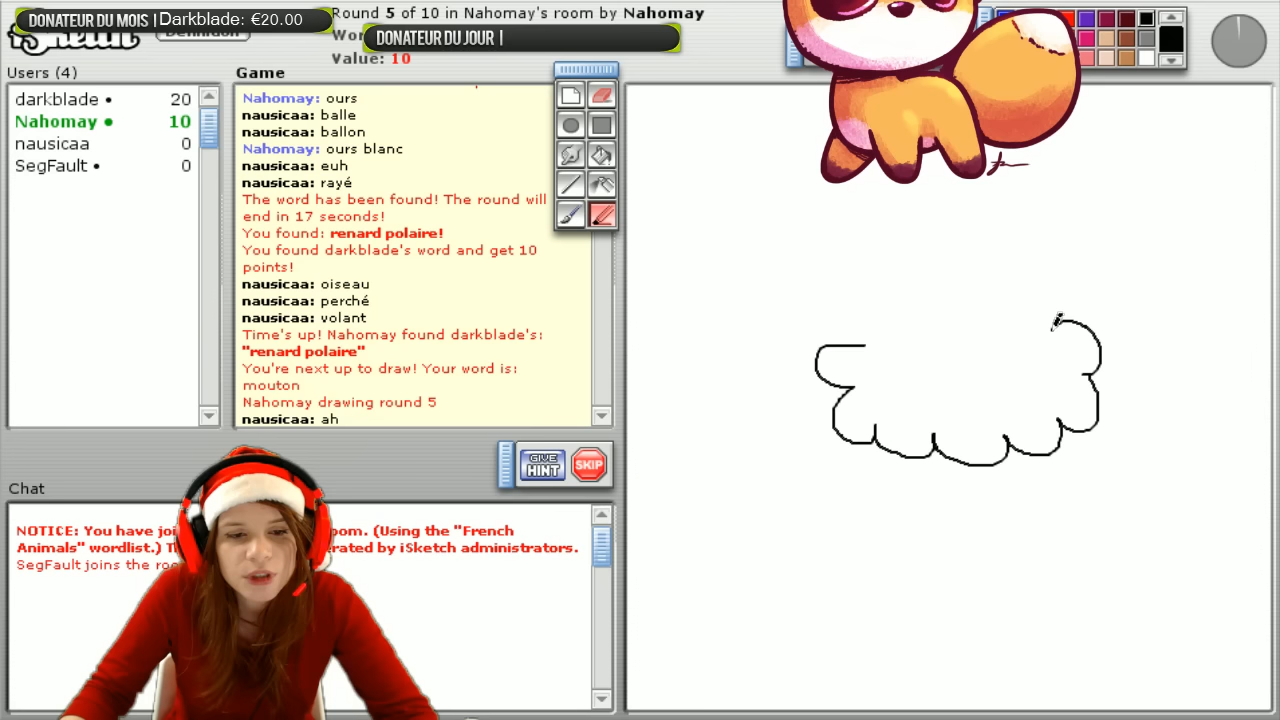 DONATEUR DU MOIS | Darkblade: €20.00
Round 5 of 10 in Nahomay's room by Nahomay
iSketch
Definition
DONATEUR DU JOUR |
Value: 10
Users (4)
Game
darkblade • 20
Nahomay • 10
nausicaa 0
SegFault • 0
Nahomay: ours
nausicaa: balle
nausicaa: ballon
Nahomay: ours blanc
nausicaa: euh
nausicaa: rayé
The word has been found! The round will
end in 17 seconds!
You found: renard polaire!
You found darkblade's word and get 10
points!
nausicaa: oiseau
nausicaa: perché
nausicaa: volant
Time's up! Nahomay found darkblade's:
"renard polaire"
You're next up to draw! Your word is:
mouton
Nahomay drawing round 5
nausicaa: ah
GIVE
HINT
SKIP
Chat
NOTICE: You have joi oom. (Using the "French
Animals" wordlist.) T erated by iSketch administrators.
SegFault joins the roo